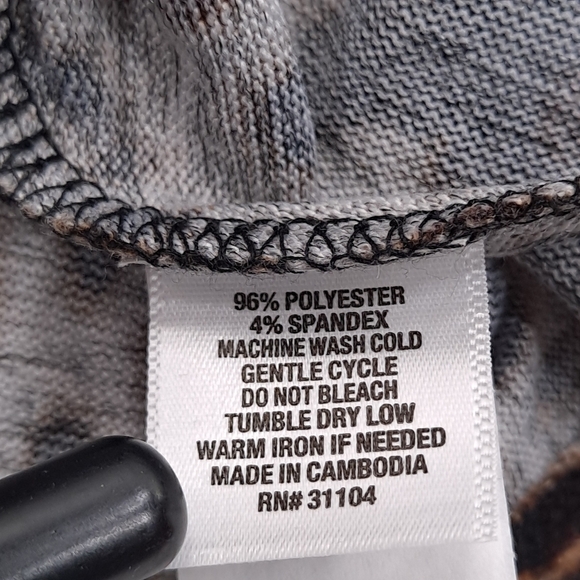 96% POLYESTER
4% SPANDEX
MACHINE WASH COLD
GENTLE CYCLE
DO NOT BLEACH
TUMBLE DRY LOW
WARM IRON IF NEEDED
MADE IN CAMBODIA
RN# 31104